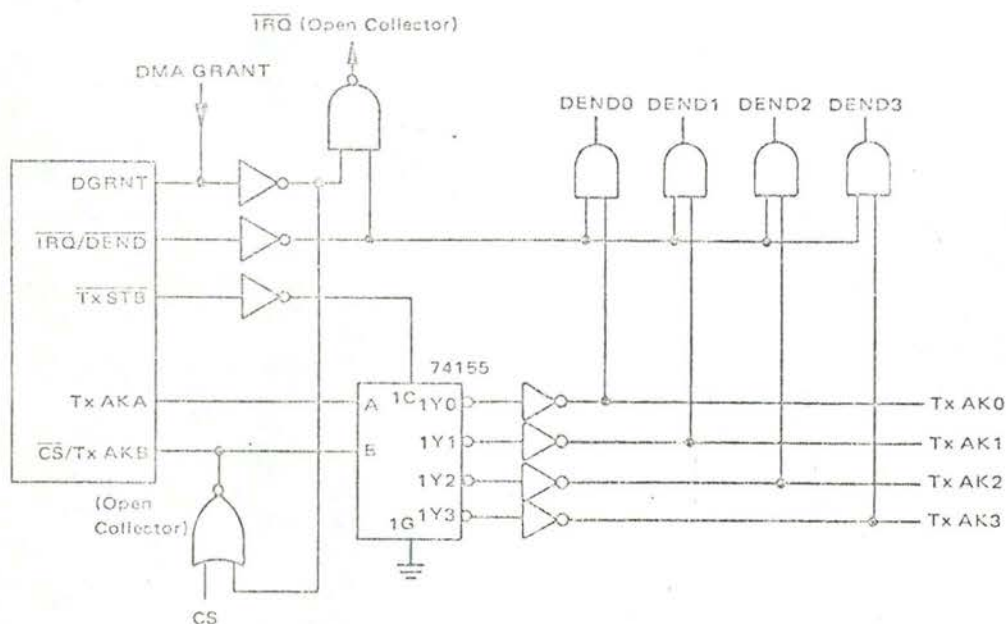 IRQ (Open Collector)
DMA GRANT
DEND0 DEND1 DEND2 DEND3
DGRNT
IRQ/DEND
Tx STB
74155
Tx AKA
A
1C
1Y0
Tx AK0
CS/Tx AKB
B
1Y1
Tx AK1
1Y2
Tx AK2
(Open
Collector)
1G
1Y3
Tx AK3
CS